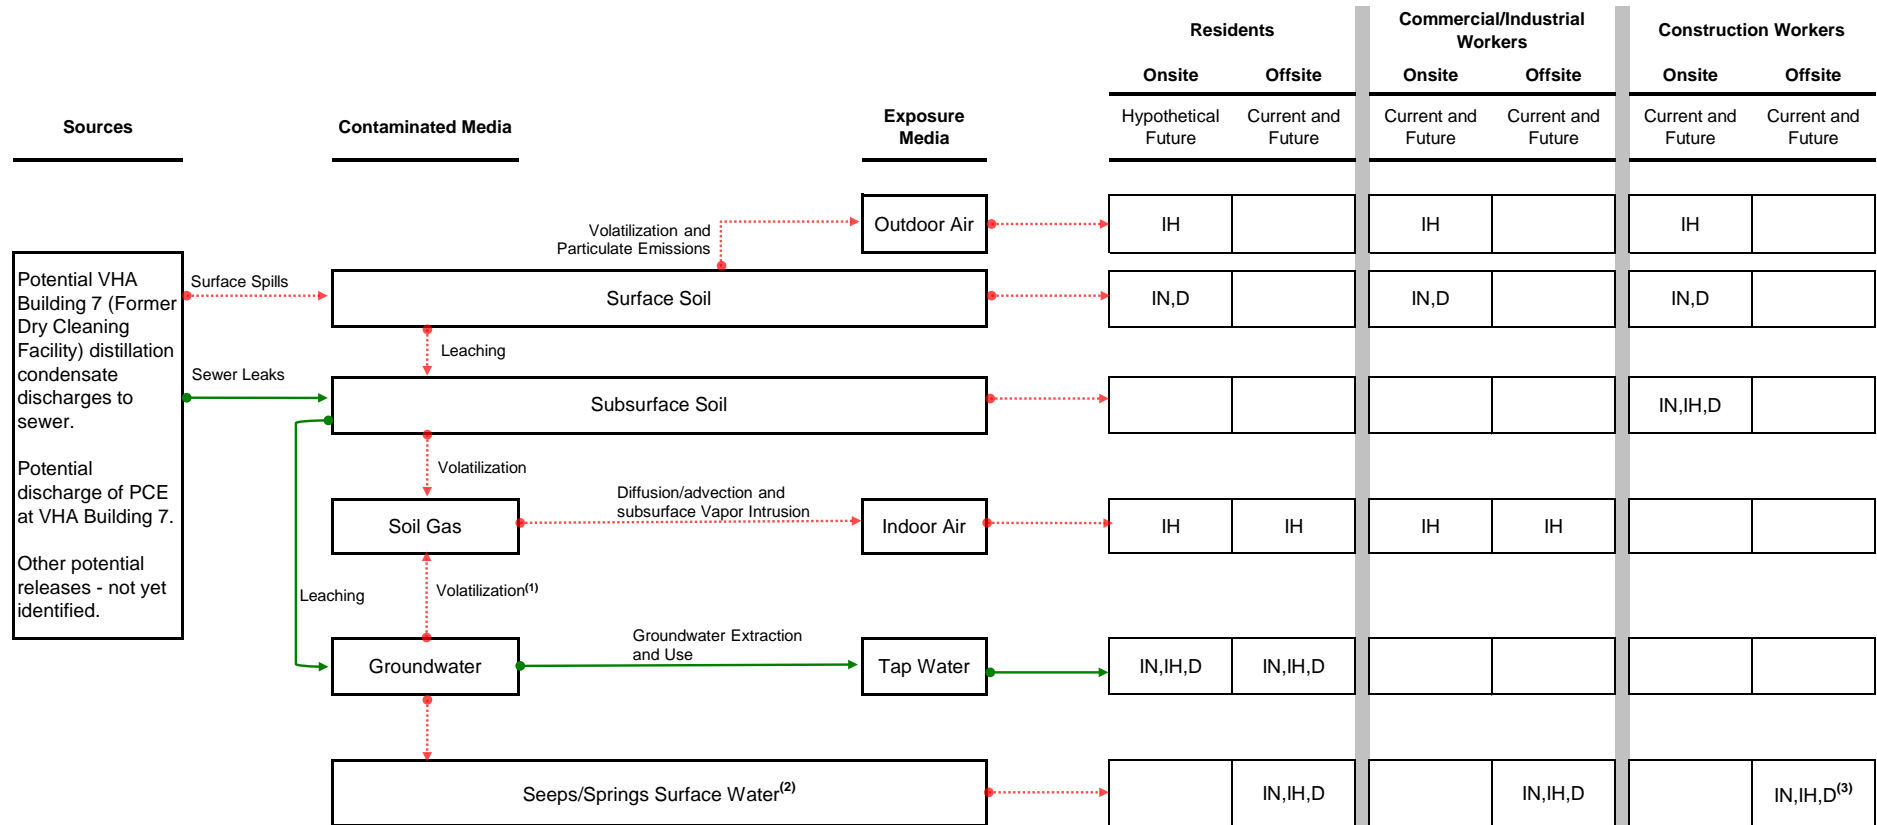 Residents
Commercial/Industrial
Workers
Construction Workers
Onsite Offsite Onsite Offsite Onsite Offsite
Sources
Contaminated Media
Exposure
Media
Hypothetical
Future
Current and
Future
Current and
Future
Current and
Future
Current and
Future
Current and
Future
Volatilization and
Particulate Emissions
Outdoor Air
IH IH IH
Potential VHA
Building 7 (Former
Dry Cleaning
Facility) distillation
condensate
discharges to
sewer.
Potential
discharge of PCE
at VHA Building 7.
Other potential
releases - not yet
identified.
Surface Spills
Surface Soil
IN,D IN,D IN,D
Leaching
Sewer Leaks
Subsurface Soil
IN,IH,D
Volatilization
Soil Gas
Diffusion/advection and
subsurface Vapor Intrusion
Indoor Air
IH IH IH IH
Leaching
Volatilization(1)
Groundwater
Groundwater Extraction
and Use
Tap Water
IN,IH,D IN,IH,D
Seeps/Springs Surface Water(2)
IN,IH,D IN,IH,D IN,IH,D(3)